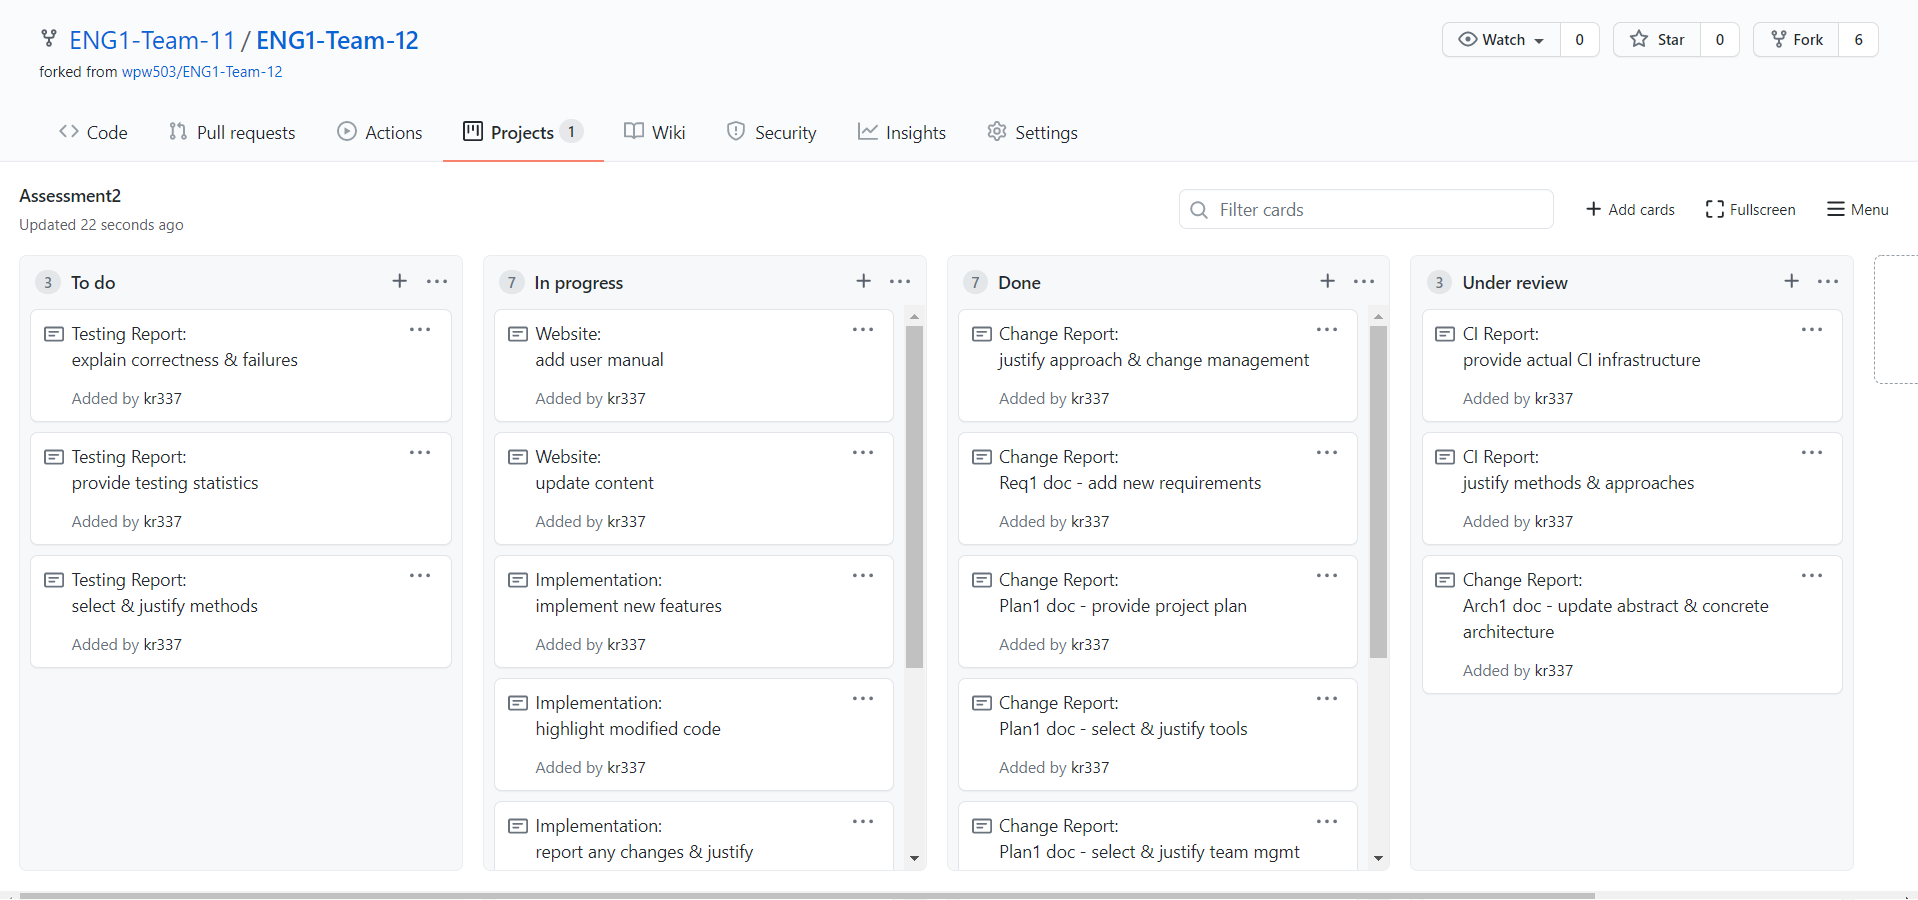 ENG1-Team-11 / ENG1-Team-12
forked from wpw503/ENG1-Team-12
Watch 0
Star 0
Fork 6
Code
Pull requests
Actions
Projects 1
Wiki
Security
Insights
Settings
Assessment2
Updated 22 seconds ago
Filter cards
Add cards
Fullscreen
Menu
3 To do
Testing Report:
explain correctness & failures
Added by kr337
Testing Report:
provide testing statistics
Added by kr337
Testing Report:
select & justify methods
Added by kr337
7 In progress
Website:
add user manual
Added by kr337
Website:
update content
Added by kr337
Implementation:
implement new features
Added by kr337
Implementation:
highlight modified code
Added by kr337
Implementation:
report any changes & justify
7 Done
Change Report:
justify approach & change management
Added by kr337
Change Report:
Req1 doc - add new requirements
Added by kr337
Change Report:
Plan1 doc - provide project plan
Added by kr337
Change Report:
Plan1 doc - select & justify tools
Added by kr337
Change Report:
Plan1 doc - select & justify team mgmt
3 Under review
CI Report:
provide actual CI infrastructure
Added by kr337
CI Report:
justify methods & approaches
Added by kr337
Change Report:
Arch1 doc - update abstract & concrete
architecture
Added by kr337